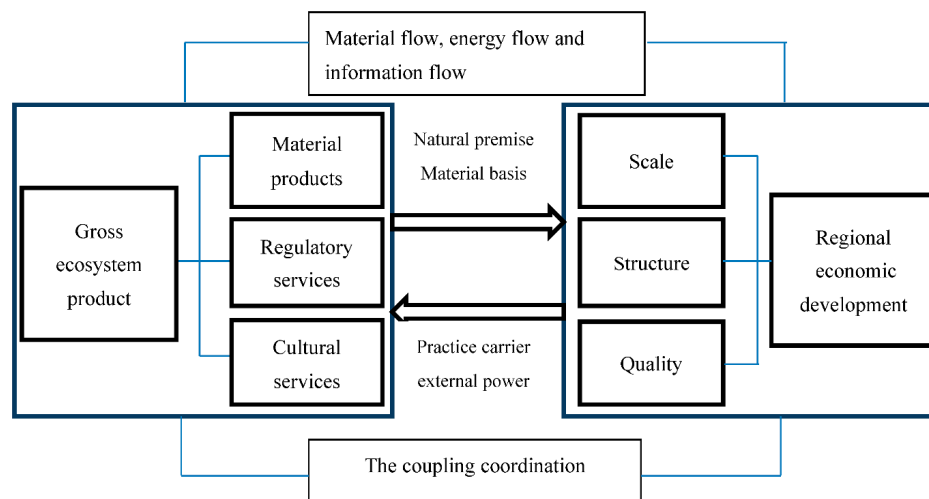 Material flow, energy flow and
information flow
Gross
ecosystem
product
Material
products
Regulatory
services
Cultural
services
Natural premise
Material basis
Practice carrier
external power
Scale
Structure
Quality
Regional
economic
development
The coupling coordination